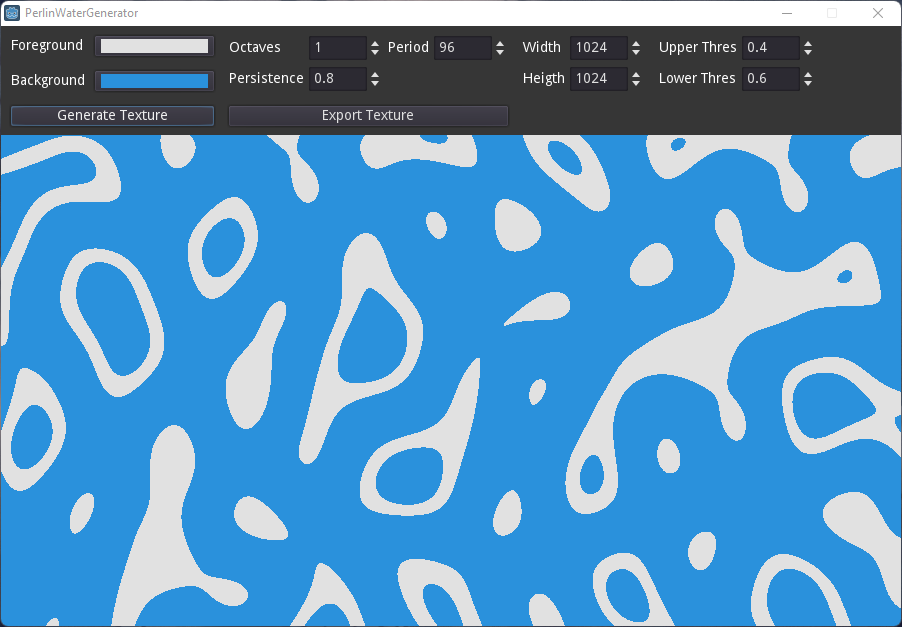 PerlinWaterGenerator
Foreground Octaves 1 Period 96 Width 1024 Upper Thres 0.4
Background Persistence 0.8 Heigth 1024 Lower Thres 0.6
Generate Texture Export Texture